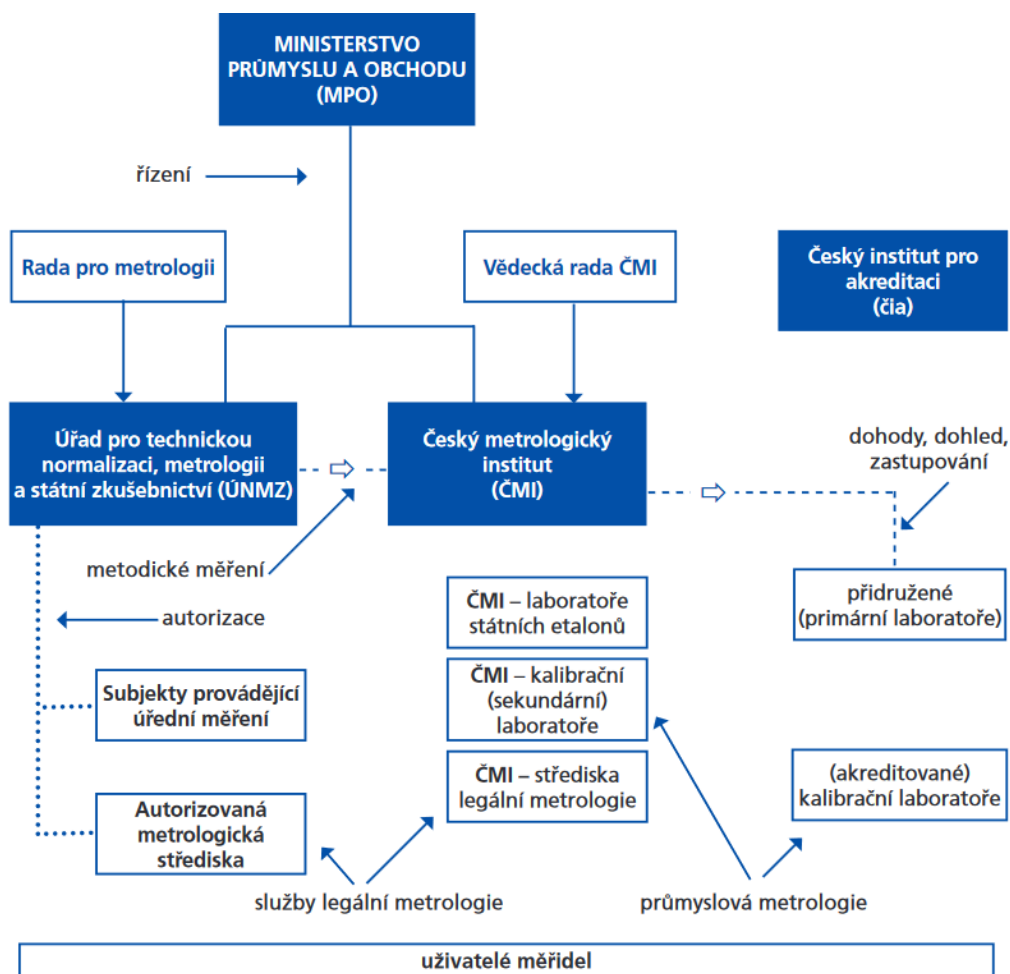 MINISTERSTVO
PRŮMYSLU A OBCHODU
(MPO)
řízení
Rada pro metrologii
Vědecká rada ČMI
Český institut pro
akreditaci
(čia)
Úřad pro technickou
normalizaci, metrologii
a státní zkušebnictví (ÚNMZ)
Český metrologický
institut
(ČMI)
dohody, dohled,
zastupování
metodické měření
autorizace
ČMI – laboratoře
státních etalonů
přidružené
(primární laboratoře)
Subjekty provádějící
úřední měření
ČMI – kalibrační
(sekundární)
laboratoře
ČMI – střediska
legální metrologie
(akreditované)
kalibrační laboratoře
Autorizovaná
metrologická
střediska
služby legální metrologie
průmyslová metrologie
uživatelé měřidel